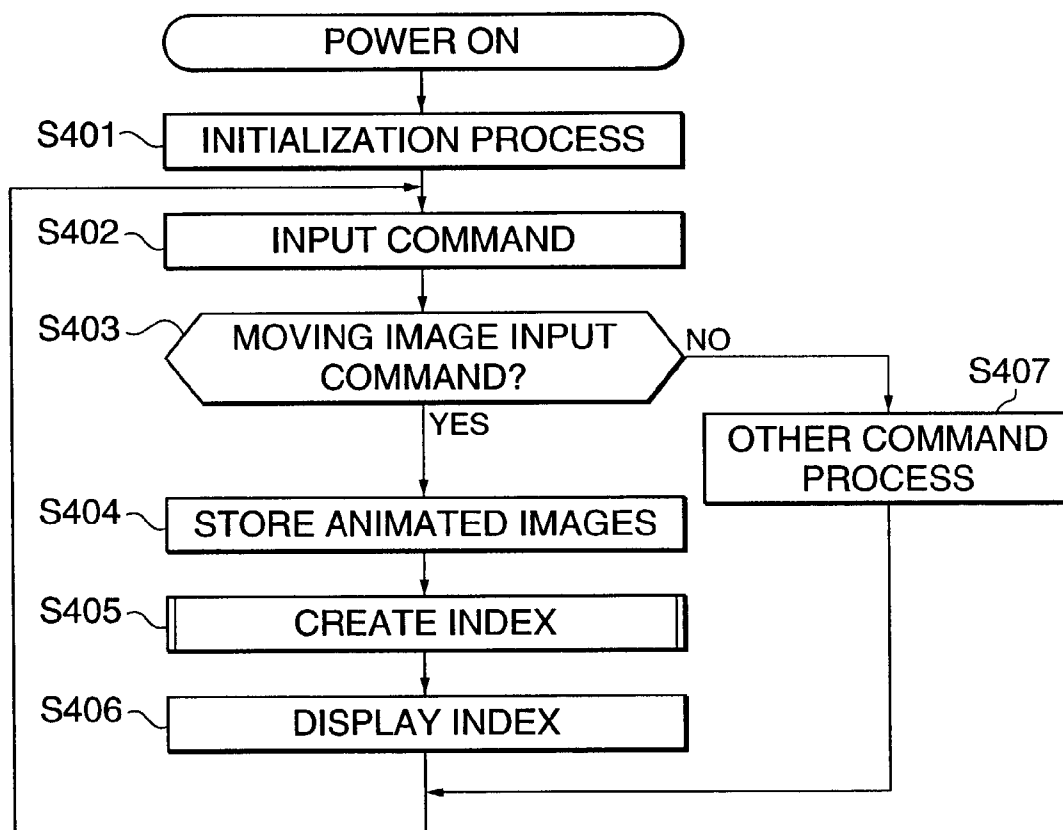 POWER ON
S401
INITIALIZATION PROCESS
S402
INPUT COMMAND
S403
MOVING IMAGE INPUT
COMMAND?
NO
YES
S407
OTHER COMMAND
PROCESS
S404
STORE ANIMATED IMAGES
S405
CREATE INDEX
S406
DISPLAY INDEX